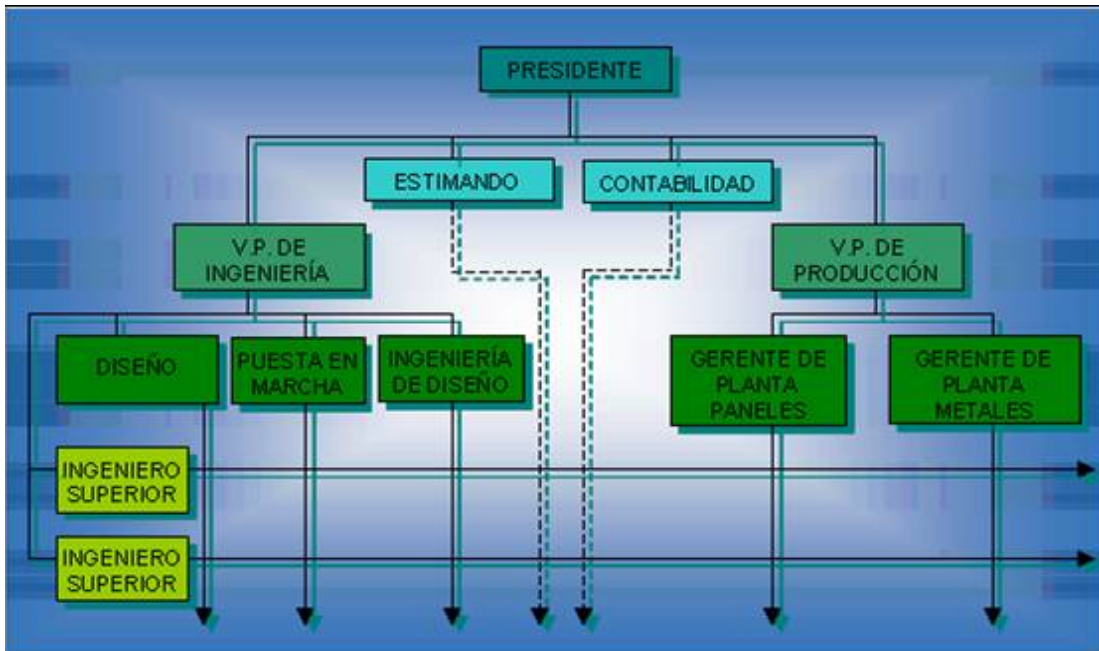 PRESIDENTE
ESTIMANDO
CONTABILIDAD
V.P. DE
INGENIERÍA
V.P. DE
PRODUCCIÓN
DISEÑO
PUESTA EN
MARCHA
INGENIERÍA
DE DISEÑO
GERENTE DE
PLANTA
PANELES
GERENTE DE
PLANTA
METALES
INGENIERO
SUPERIOR
INGENIERO
SUPERIOR